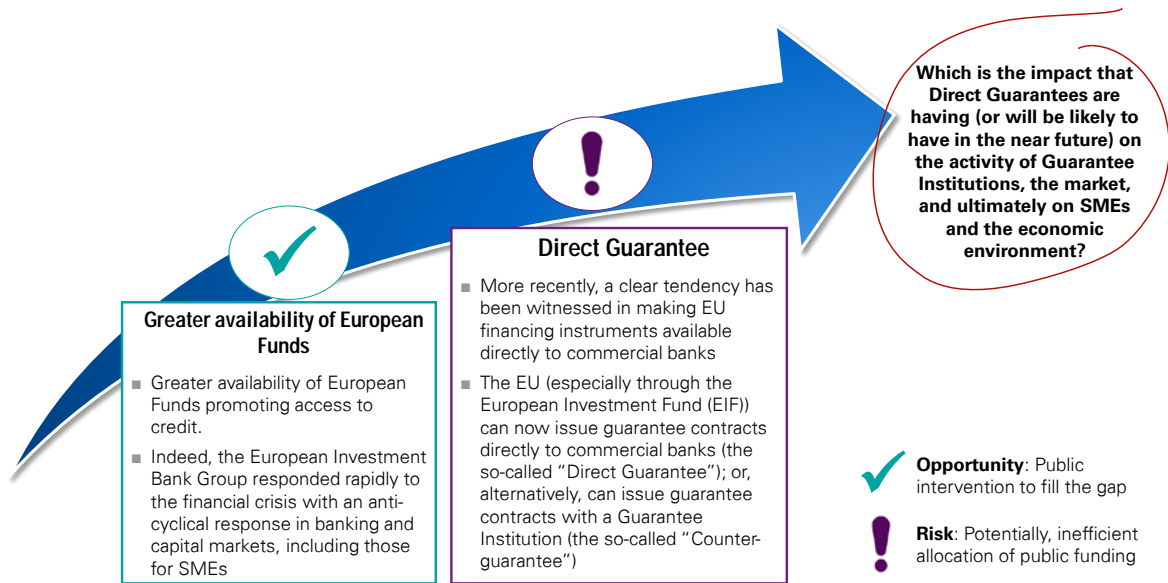 Greater availability of European
Funds
■ Greater availability of European
Funds promoting access to
credit.
■ Indeed, the European Investment
Bank Group responded rapidly to
the financial crisis with an anti-
cyclical response in banking and
capital markets, including those
for SMEs
Direct Guarantee
■ More recently, a clear tendency has
been witnessed in making EU
financing instruments available
directly to commercial banks
■ The EU (especially through the
European Investment Fund (EIF))
can now issue guarantee contracts
directly to commercial banks (the
so-called “Direct Guarantee”); or,
alternatively, can issue guarantee
contracts with a Guarantee
Institution (the so-called “Counter-
guarantee”)
Which is the impact that
Direct Guarantees are
having (or will be likely to
have in the near future) on
the activity of Guarantee
Institutions, the market,
and ultimately on SMEs
and the economic
environment?
Opportunity: Public
intervention to fill the gap
Risk: Potentially, inefficient
allocation of public funding